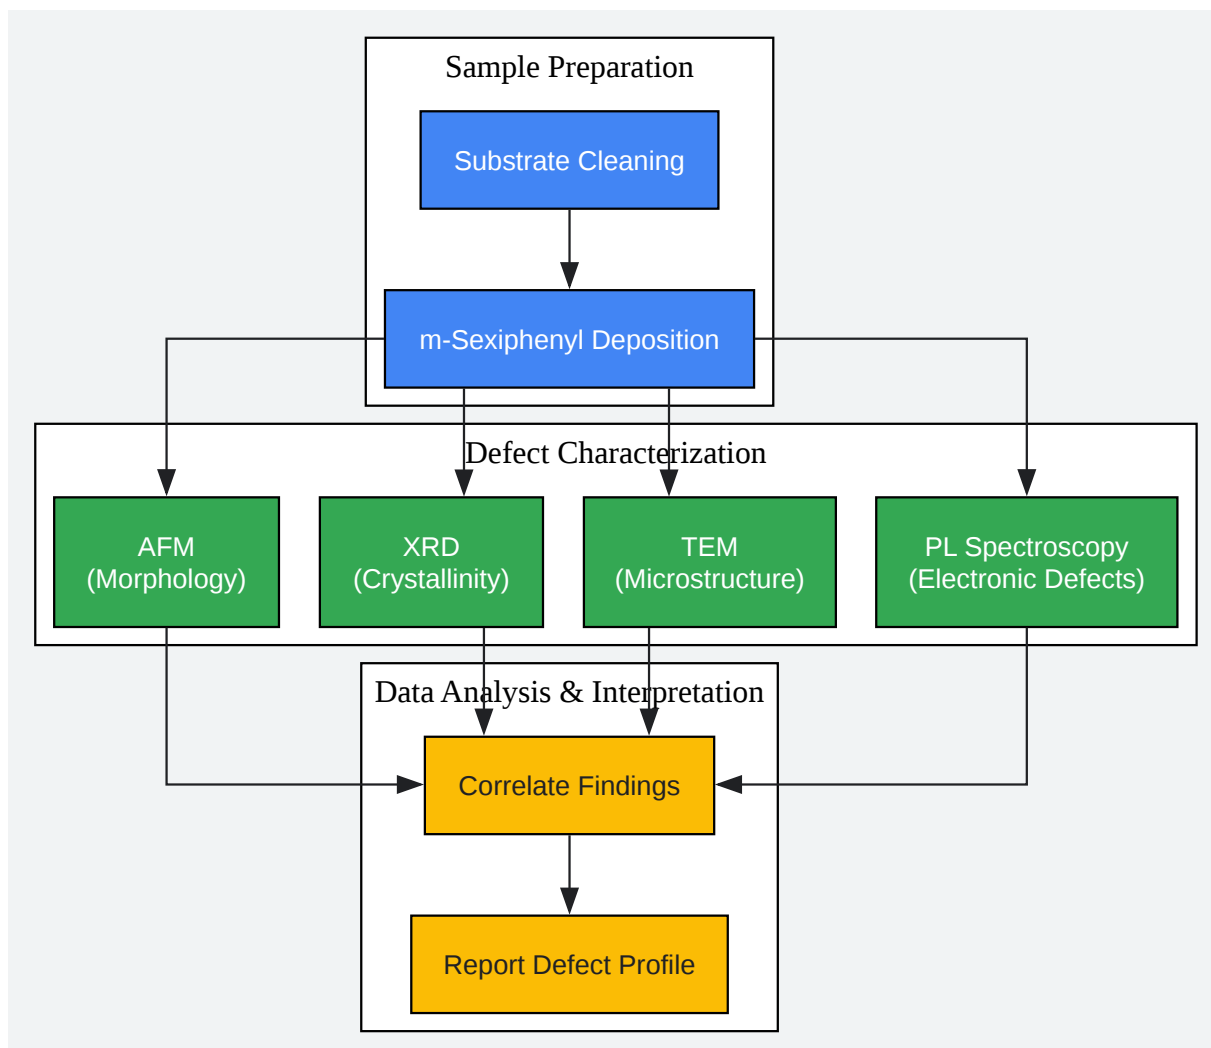 Sample Preparation
Substrate Cleaning
m-Sexiphenyl Deposition
Defect Characterization
AFM
(Morphology)
XRD
(Crystallinity)
TEM
(Microstructure)
PL Spectroscopy
(Electronic Defects)
Data Analysis & Interpretation
Correlate Findings
Report Defect Profile